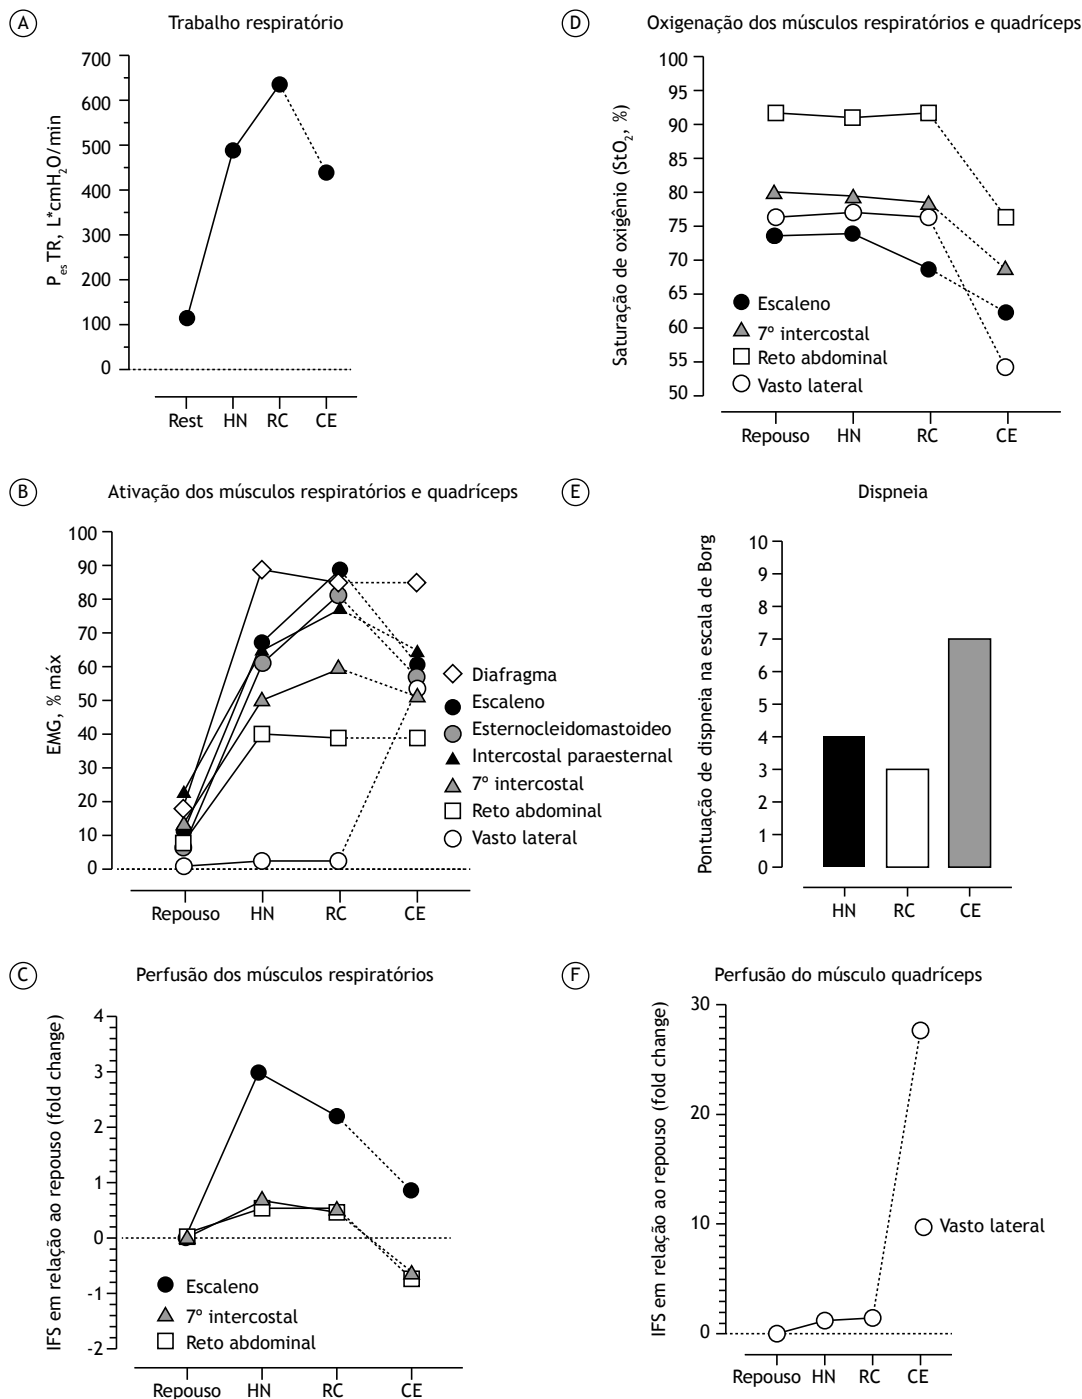 A
Trabalho respiratório
P_es TR, L*cmH₂O/min
700
600
500
400
300
200
100
0
Rest HN RC CE
B
Ativação dos músculos respiratórios e quadríceps
EMG, % máx
100
90
80
70
60
50
40
30
20
10
0
Diafragma
Escaleno
Esternocleidomastoideo
Intercostal paraesternal
7º intercostal
Reto abdominal
Vasto lateral
Repouso HN RC CE
C
Perfusão dos músculos respiratórios
IFS em relação ao repouso (fold change)
4
3
2
1
0
-1
-2
Escaleno
7º intercostal
Reto abdominal
Repouso HN RC CE
D
Oxigenação dos músculos respiratórios e quadríceps
Saturação de oxigênio (StO₂, %)
100
95
90
85
80
75
70
65
60
55
50
Escaleno
7º intercostal
Reto abdominal
Vasto lateral
Repouso HN RC CE
E
Dispneia
Pontuação de dispneia na escala de Borg
10
9
8
7
6
5
4
3
2
1
0
HN RC CE
F
Perfusão do músculo quadríceps
IFS em relação ao repouso (fold change)
30
20
10
0
Vasto lateral
Repouso HN RC CE